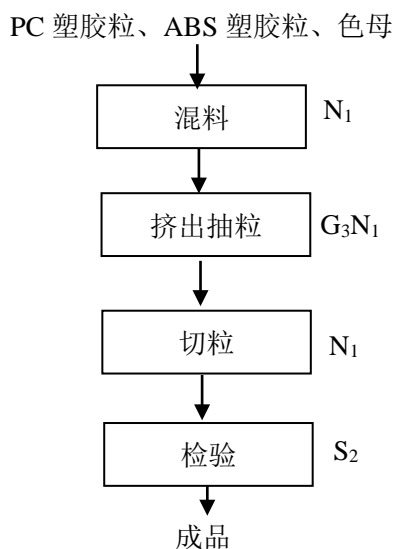 PC 塑胶粒、ABS 塑胶粒、色母
混料 N₁
挤出抽粒 G₃N₁
切粒 N₁
检验 S₂
成品